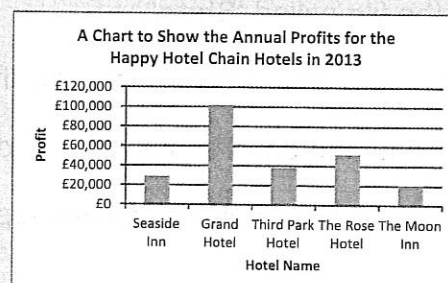 A Chart to Show the Annual Profits for the
Happy Hotel Chain Hotels in 2013
£120,000
£100,000
£80,000
£60,000
£40,000
£20,000
£0
Profit
Seaside Inn
Grand Hotel
Third Park Hotel
The Rose Hotel
The Moon Inn
Hotel Name